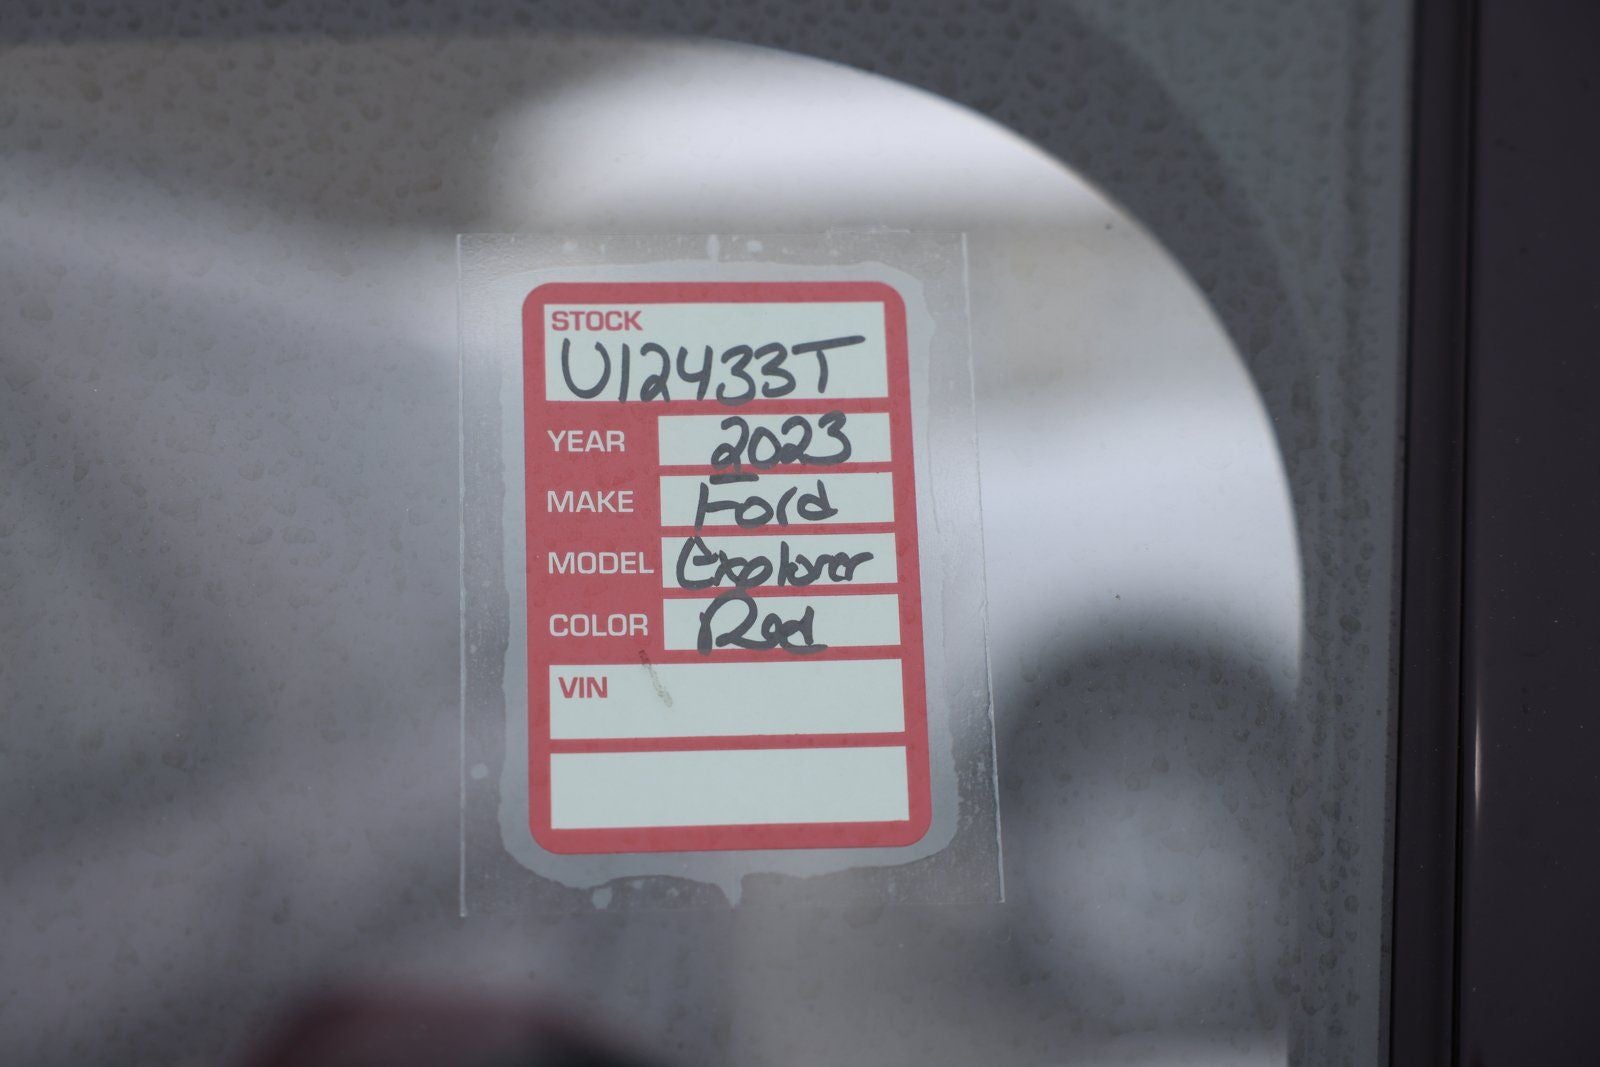 STOCK
U12433T
YEAR 2023
MAKE Ford
MODEL Explorer
COLOR Red
VIN